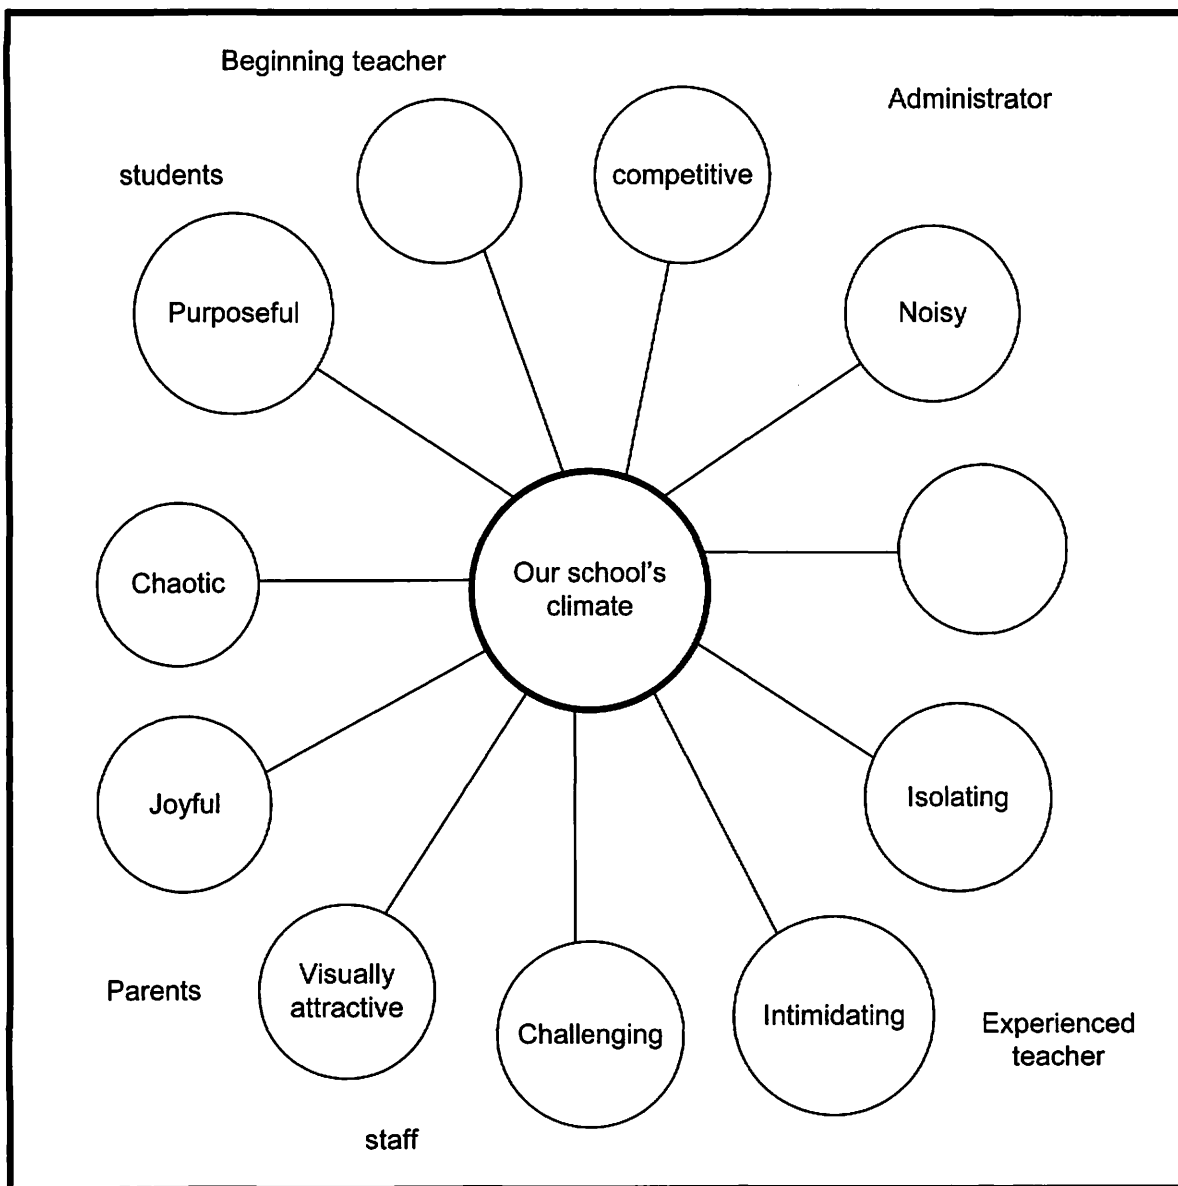 Beginning teacher
Administrator
students
competitive
Purposeful
Noisy
Chaotic
Our school's
climate
Joyful
Isolating
Visually
attractive
Parents
Challenging
Intimidating
Experienced
teacher
staff